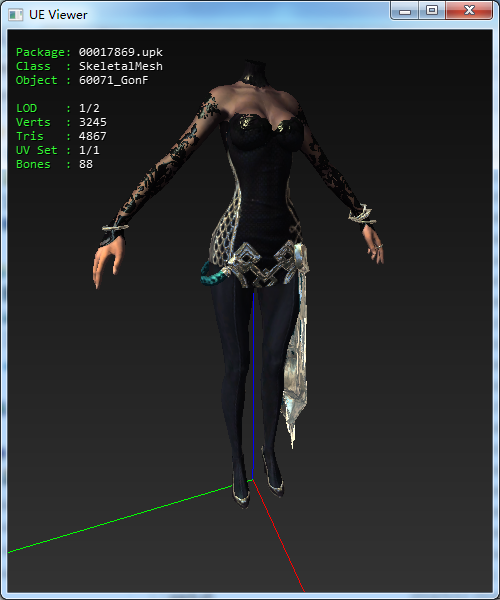 UE Viewer
Package: 00017869.upk
Class  : SkeletalMesh
Object : 60071_GonF
LOD    : 1/2
Verts  : 3245
Tris   : 4867
UV Set : 1/1
Bones  : 88